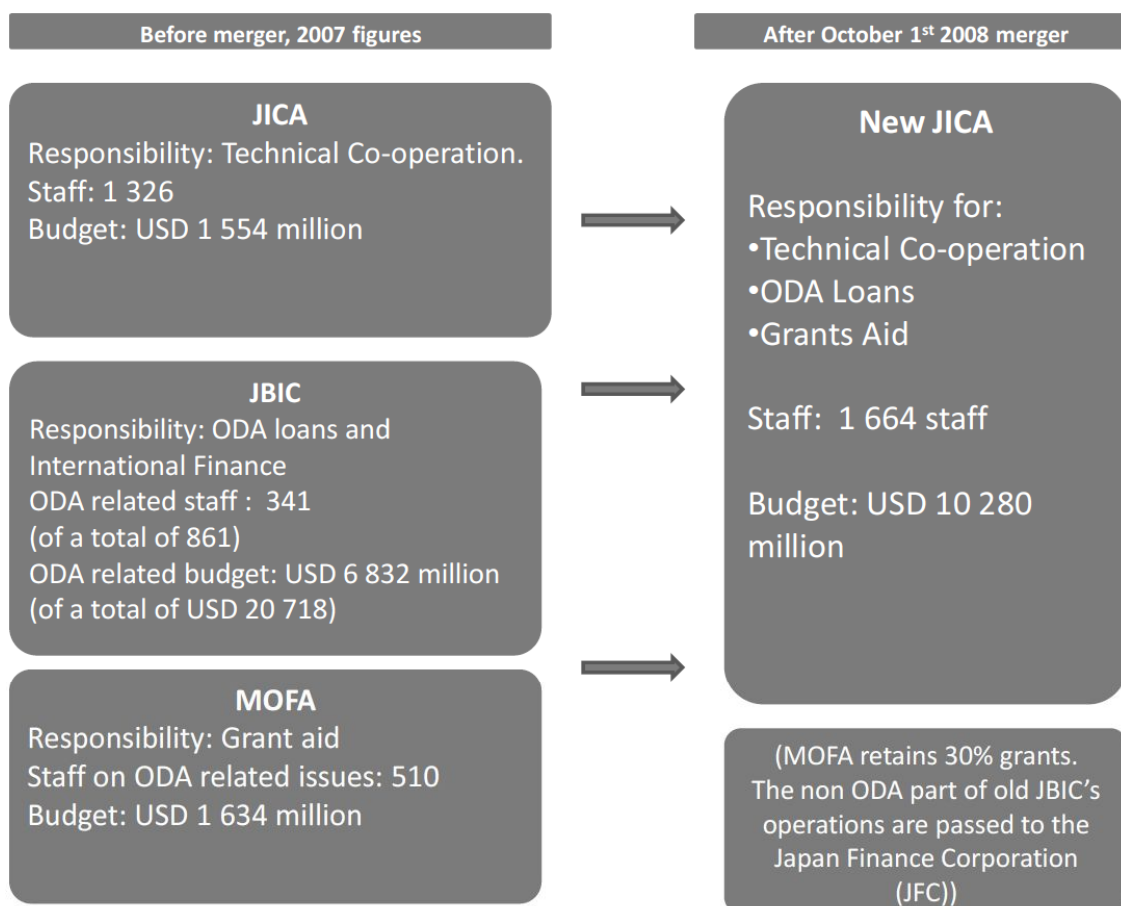 Before merger, 2007 figures
JICA
Responsibility: Technical Co-operation.
Staff: 1 326
Budget: USD 1 554 million
JBIC
Responsibility: ODA loans and
International Finance
ODA related staff : 341
(of a total of 861)
ODA related budget: USD 6 832 million
(of a total of USD 20 718)
MOFA
Responsibility: Grant aid
Staff on ODA related issues: 510
Budget: USD 1 634 million
After October 1st 2008 merger
New JICA
Responsibility for:
•Technical Co-operation
•ODA Loans
•Grants Aid
Staff: 1 664 staff
Budget: USD 10 280
million
(MOFA retains 30% grants.
The non ODA part of old JBIC’s
operations are passed to the
Japan Finance Corporation
(JFC))